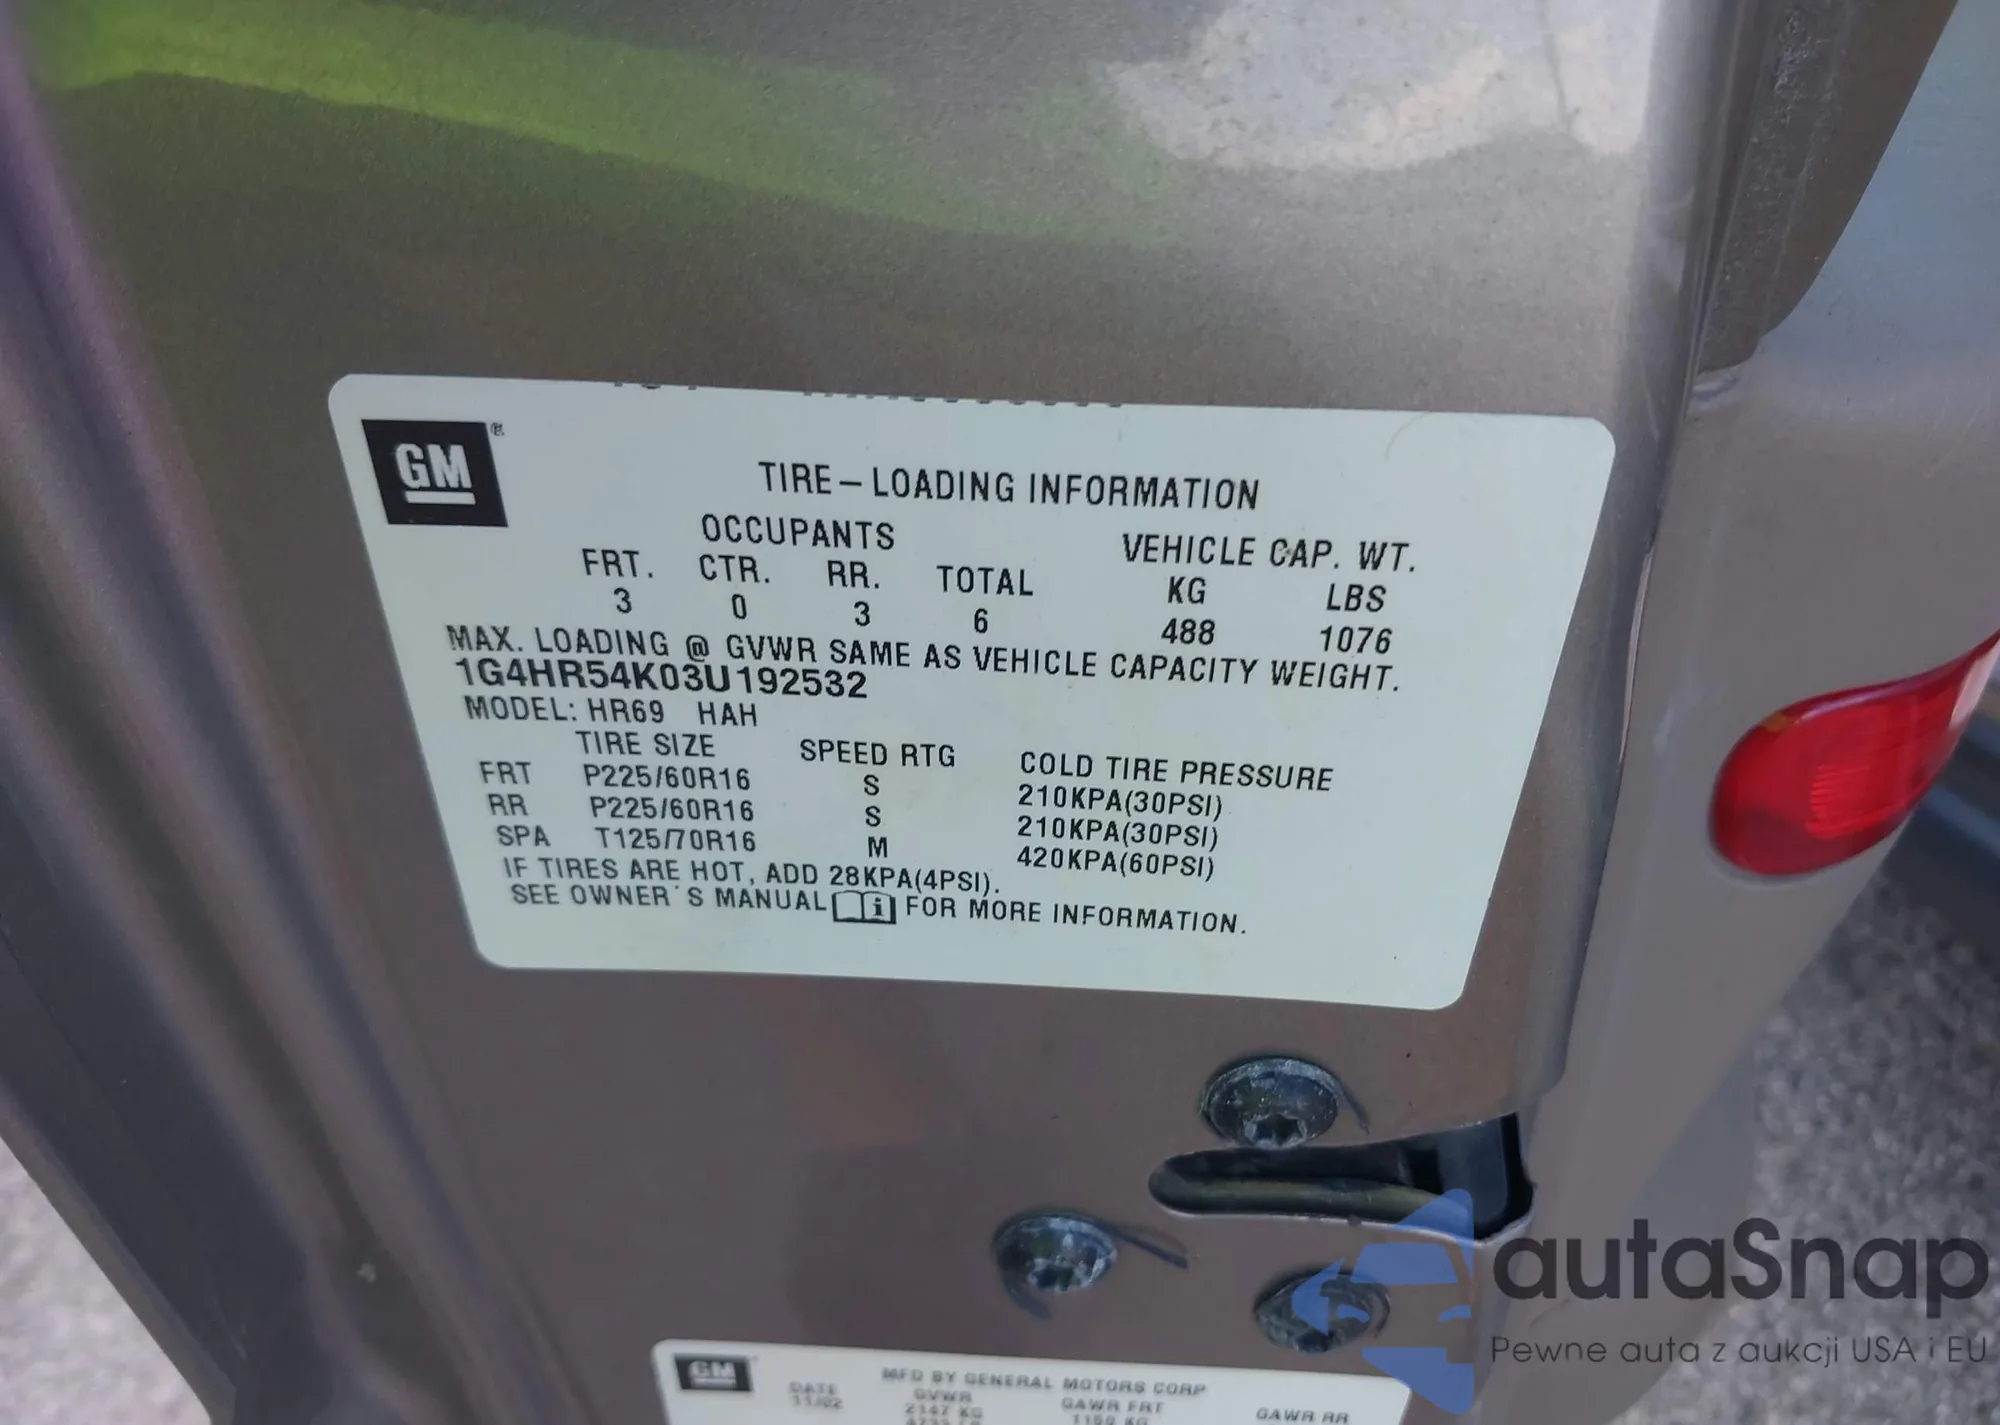 GM
TIRE – LOADING INFORMATION
OCCUPANTS VEHICLE CAP. WT.
FRT. CTR. RR. TOTAL KG LBS
3 0 3 6 488 1076
MAX. LOADING @ GVWR SAME AS VEHICLE CAPACITY WEIGHT.
1G4HR54K03U192532
MODEL: HR69 HAH
TIRE SIZE SPEED RTG COLD TIRE PRESSURE
FRT P225/60R16 S 210KPA(30PSI)
RR P225/60R16 S 210KPA(30PSI)
SPA T125/70R16 M 420KPA(60PSI)
IF TIRES ARE HOT, ADD 28KPA(4PSI).
SEE OWNER´S MANUAL i FOR MORE INFORMATION.
autaSnap
Pewne auta z aukcji USA i EU
GM
MFD BY GENERAL MOTORS CORP
DATE GVWR GAWR FRT GAWR RR
11/02 2147 KG 1150 KG